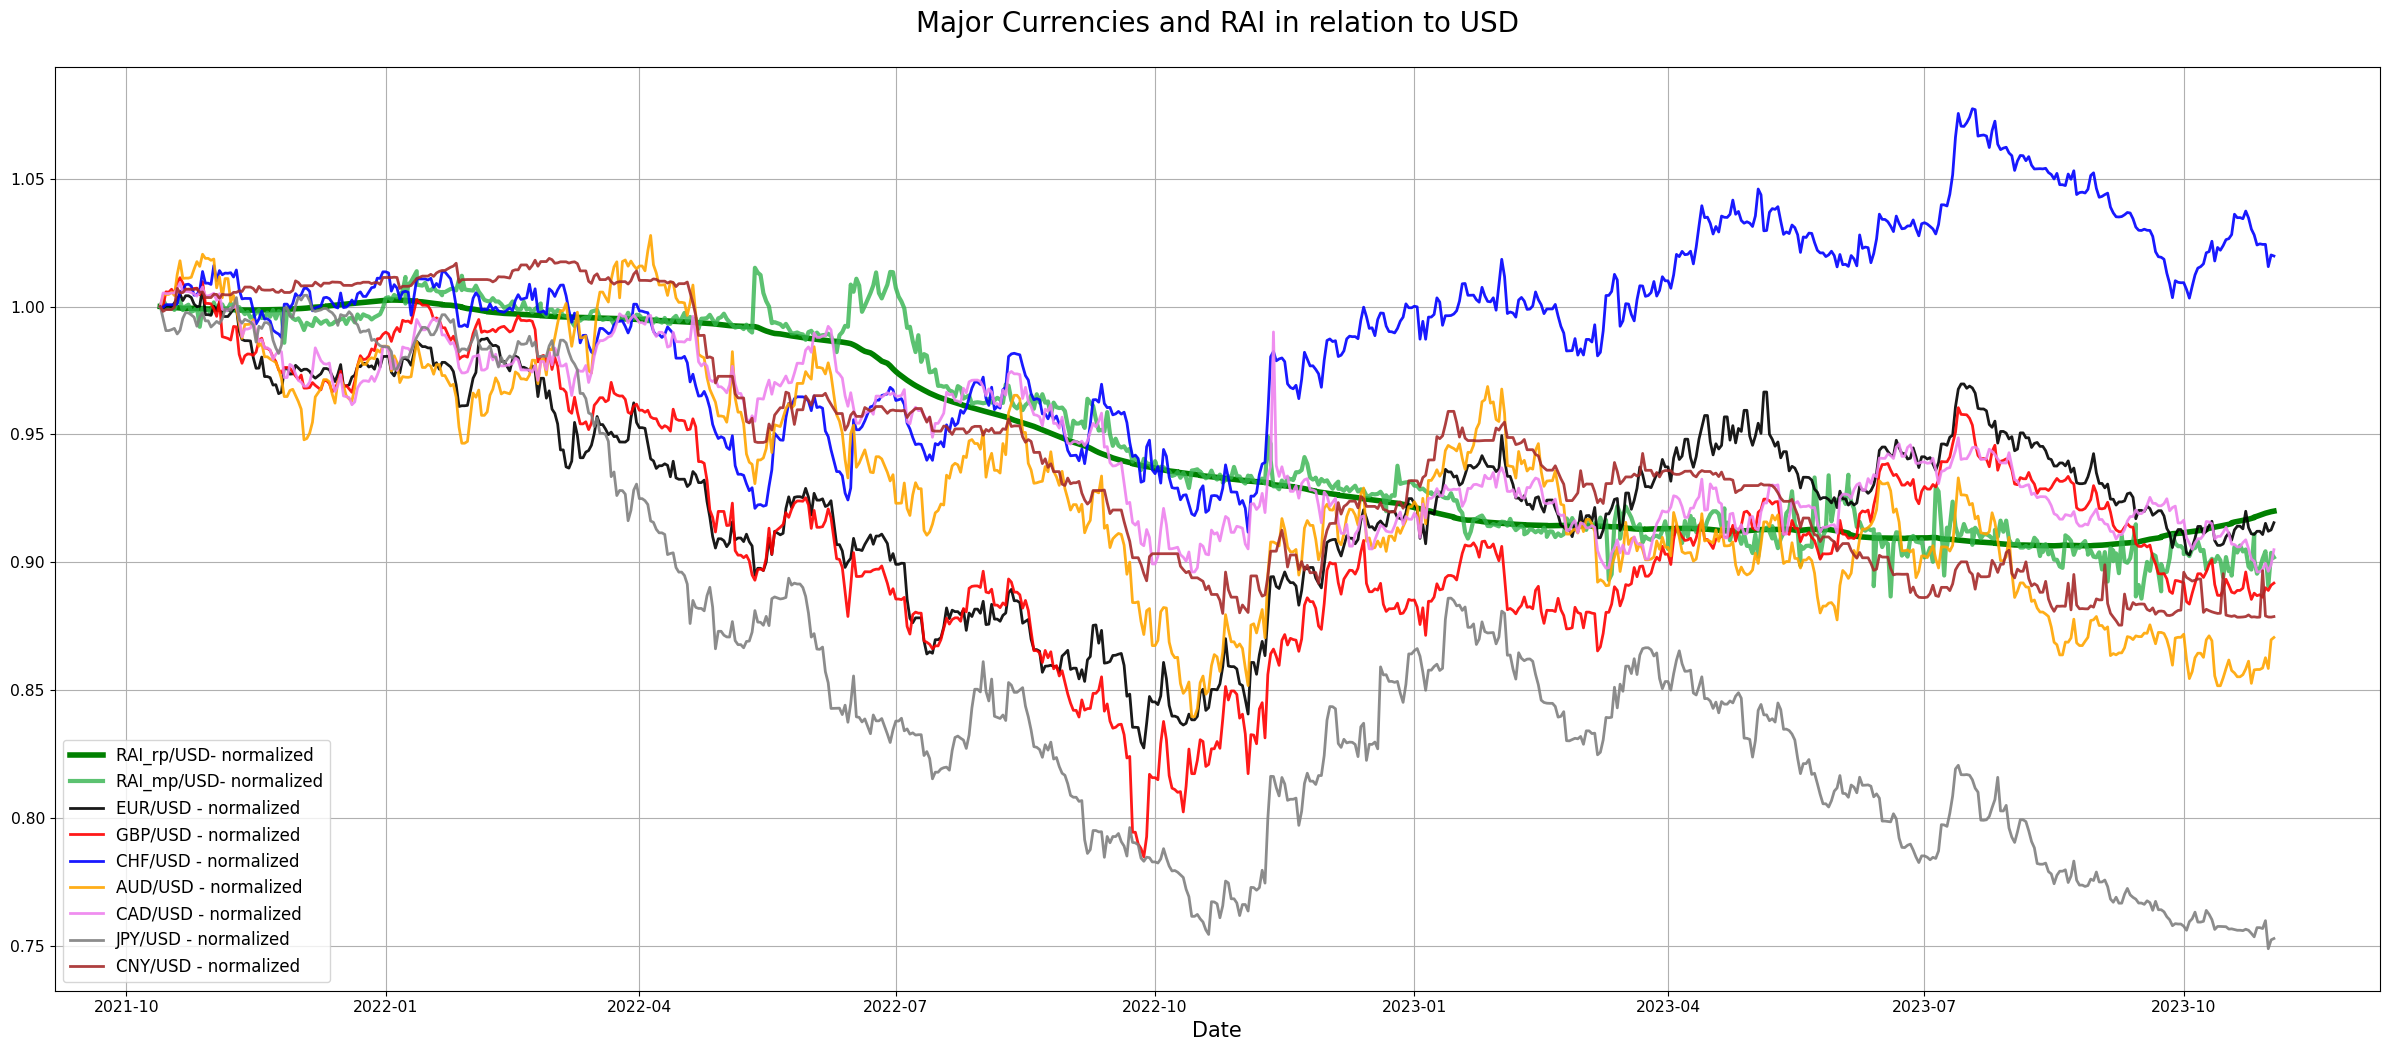 Major Currencies and RAI in relation to USD
1.05
1.00
0.95
0.90
0.85
0.80
0.75
RAI_rp/USD- normalized
RAI_mp/USD- normalized
EUR/USD - normalized
GBP/USD - normalized
CHF/USD - normalized
AUD/USD - normalized
CAD/USD - normalized
JPY/USD - normalized
CNY/USD - normalized
2021-10 2022-01 2022-04 2022-07 2022-10 2023-01 2023-04 2023-07 2023-10
Date